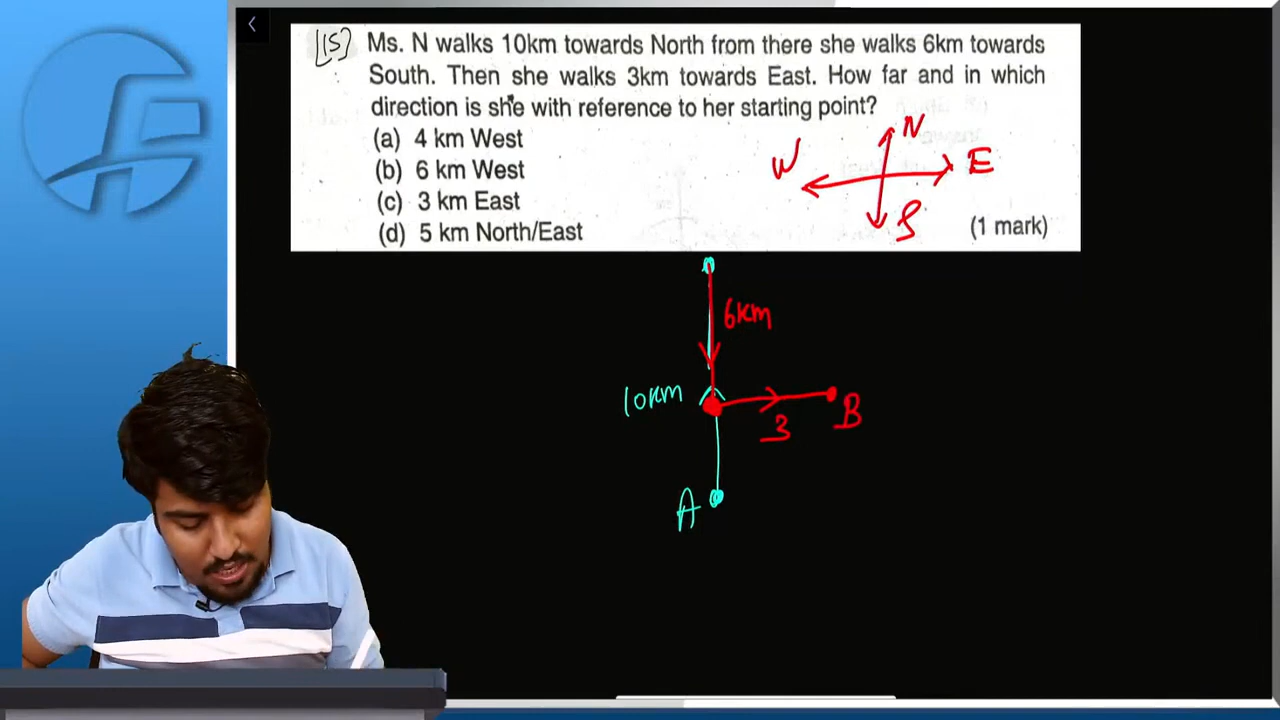 [15] Ms. N walks 10km towards North from there she walks 6km towards
South. Then she walks 3km towards East. How far and in which
direction is she with reference to her starting point?
(a) 4 km West
(b) 6 km West
(c) 3 km East
(d) 5 km North/East
(1 mark)
N
W
E
S
6km
10km
3
B
A